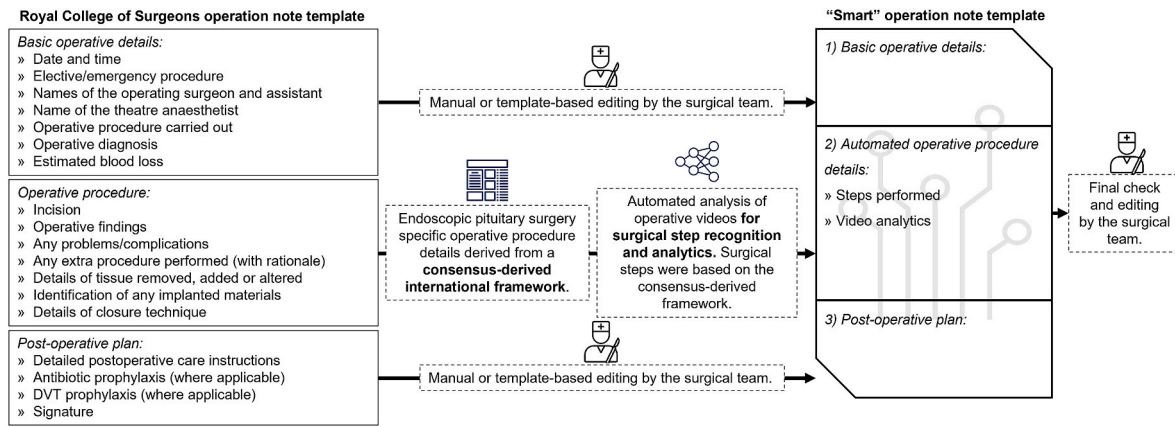 Royal College of Surgeons operation note template
Basic operative details:
» Date and time
» Elective/emergency procedure
» Names of the operating surgeon and assistant
» Name of the theatre anaesthetist
» Operative procedure carried out
» Operative diagnosis
» Estimated blood loss
Operative procedure:
» Incision
» Operative findings
» Any problems/complications
» Any extra procedure performed (with rationale)
» Details of tissue removed, added or altered
» Identification of any implanted materials
» Details of closure technique
Post-operative plan:
» Detailed postoperative care instructions
» Antibiotic prophylaxis (where applicable)
» DVT prophylaxis (where applicable)
» Signature
Manual or template-based editing by the surgical team.
Endoscopic pituitary surgery
specific operative procedure
details derived from a
consensus-derived
international framework.
Automated analysis of
operative videos for
surgical step recognition
and analytics. Surgical
steps were based on the
consensus-derived
framework.
Manual or template-based editing by the surgical team.
“Smart” operation note template
1) Basic operative details:
2) Automated operative procedure
details:
» Steps performed
» Video analytics
3) Post-operative plan:
Final check
and editing
by the surgical
team.